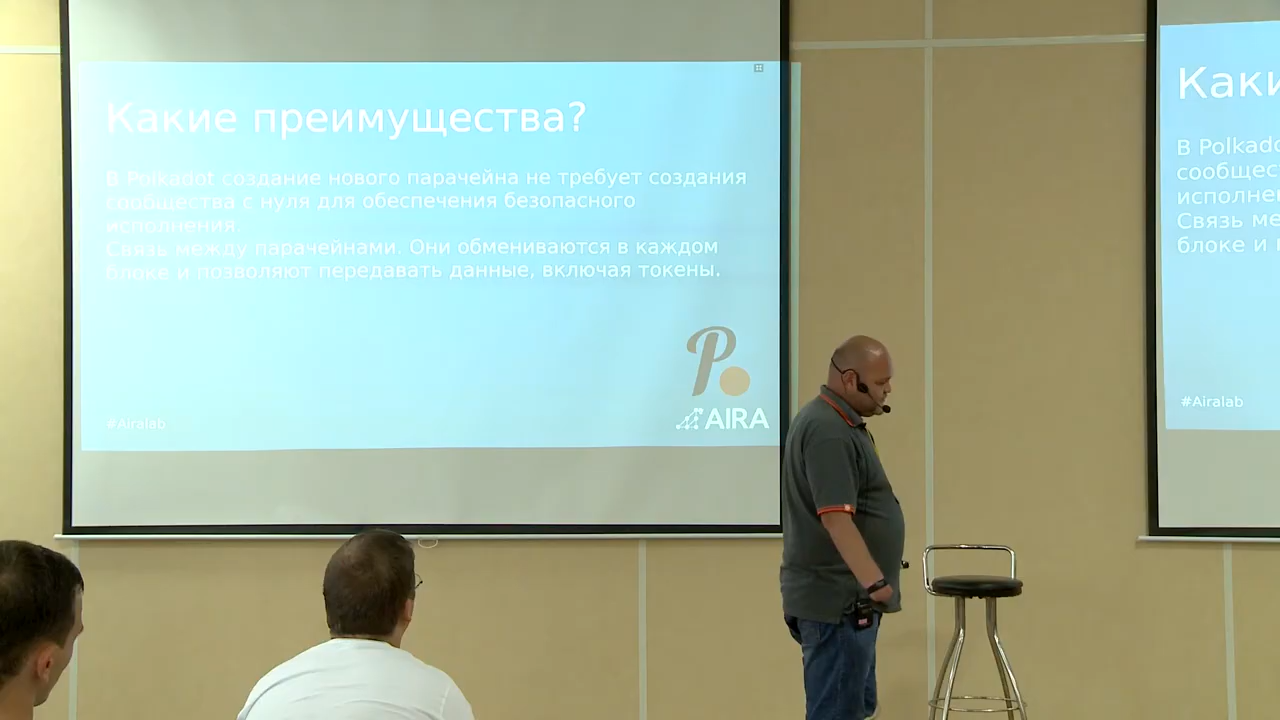 Какие преимущества?
В Polkadot создание нового парачейна не требует создания
сообщества с нуля для обеспечения безопасного
исполнения
Связь между парачейнами. Они обмениваются в каждом
блоке и позволяют передавать данные, включая токены.
P
#Airalab
AIRA
Каки
В Polkado
сообщест
исполнен
Связь ме
блоке и
#Airalab